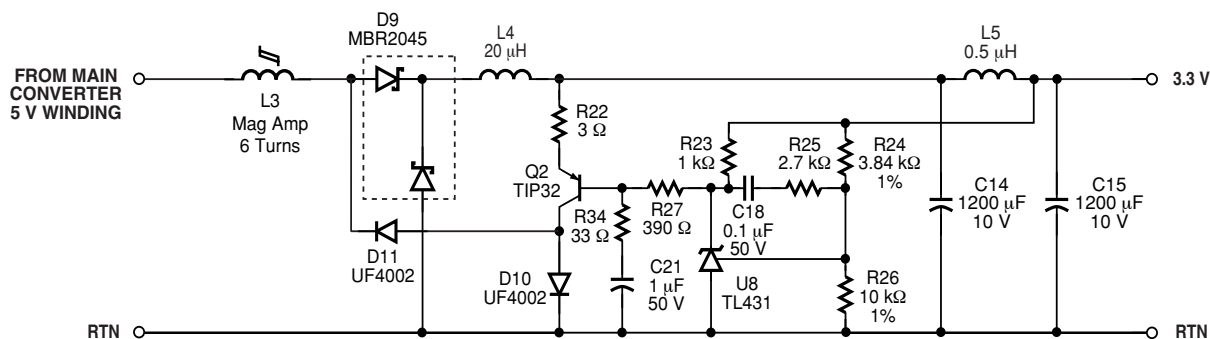 D9
MBR2045
L4
20 μH
L5
0.5 μH
FROM MAIN
CONVERTER
5 V WINDING
3.3 V
L3
Mag Amp
6 Turns
R22
3 Ω
R23
1 kΩ
R25
2.7 kΩ
R24
3.84 kΩ
1%
Q2
TIP32
R34
33 Ω
R27
390 Ω
C18
0.1 μF
50 V
C14
1200 μF
10 V
C15
1200 μF
10 V
D11
UF4002
D10
UF4002
C21
1 μF
50 V
U8
TL431
R26
10 kΩ
1%
RTN
RTN